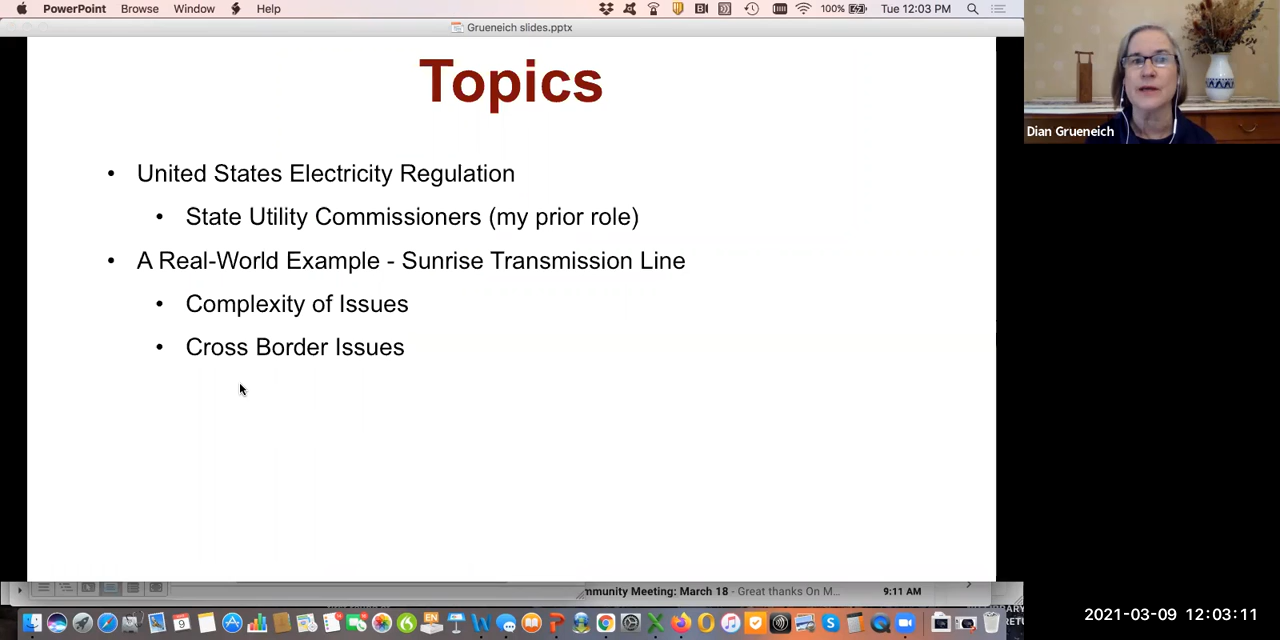 PowerPoint Browse Window Help 100% Tue 12:03 PM
Grueneich slides.pptx
Topics
• United States Electricity Regulation
• State Utility Commissioners (my prior role)
• A Real-World Example - Sunrise Transmission Line
• Complexity of Issues
• Cross Border Issues
Dian Grueneich
mmunity Meeting: March 18 - Great thanks On M... 9:11 AM
2021-03-09 12:03:11